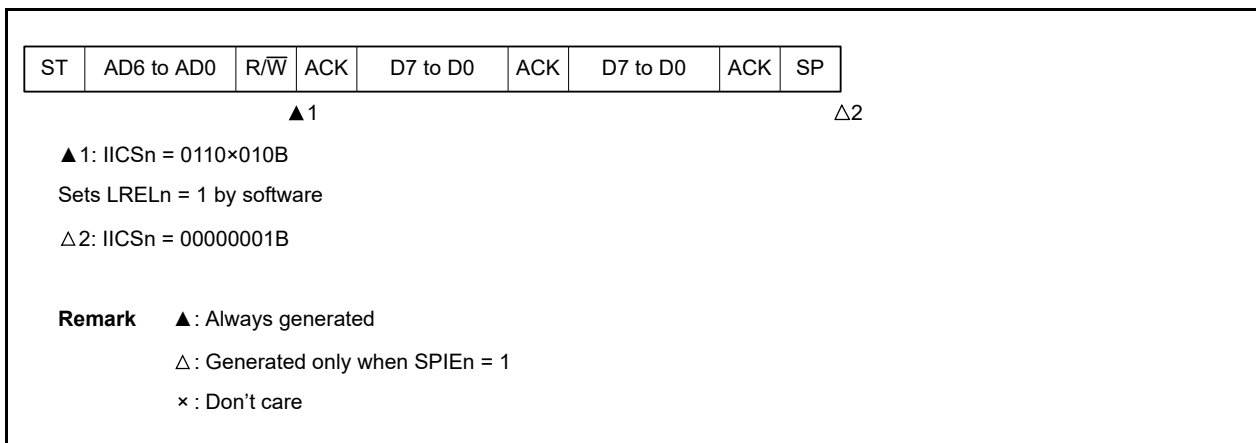 ST AD6 to AD0 R/W̅ ACK D7 to D0 ACK D7 to D0 ACK SP
▲1 △2
▲1: IICSn = 0110×010B
Sets LRELn = 1 by software
△2: IICSn = 00000001B
Remark ▲: Always generated
△: Generated only when SPIEn = 1
×: Don't care